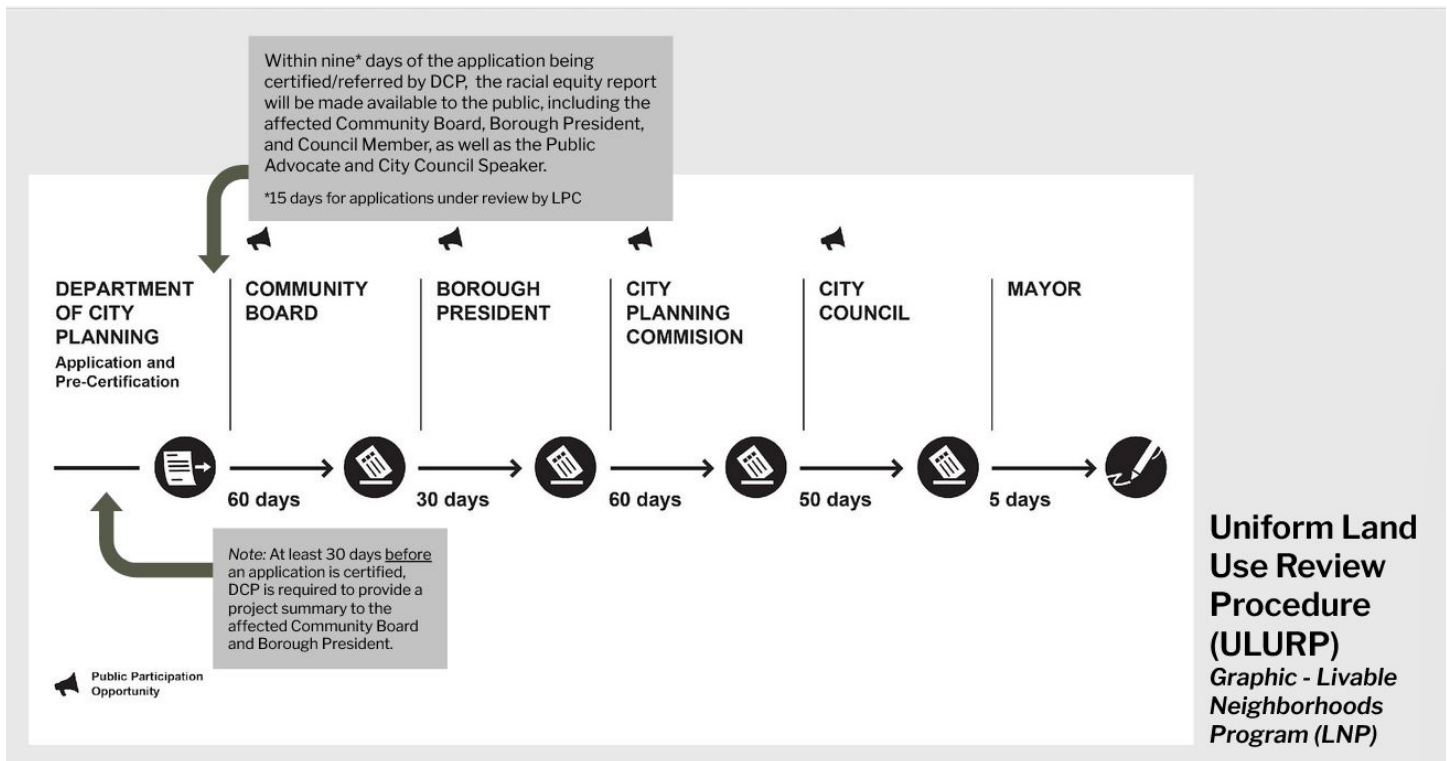 Within nine* days of the application being
certified/referred by DCP, the racial equity report
will be made available to the public, including the
affected Community Board, Borough President,
and Council Member, as well as the Public
Advocate and City Council Speaker.
*15 days for applications under review by LPC
DEPARTMENT
OF CITY
PLANNING
Application and
Pre-Certification
COMMUNITY
BOARD
BOROUGH
PRESIDENT
CITY
PLANNING
COMMISION
CITY
COUNCIL
MAYOR
60 days
30 days
60 days
50 days
5 days
Note: At least 30 days before
an application is certified,
DCP is required to provide a
project summary to the
affected Community Board
and Borough President.
Public Participation
Opportunity
Uniform Land
Use Review
Procedure
(ULURP)
Graphic - Livable
Neighborhoods
Program (LNP)